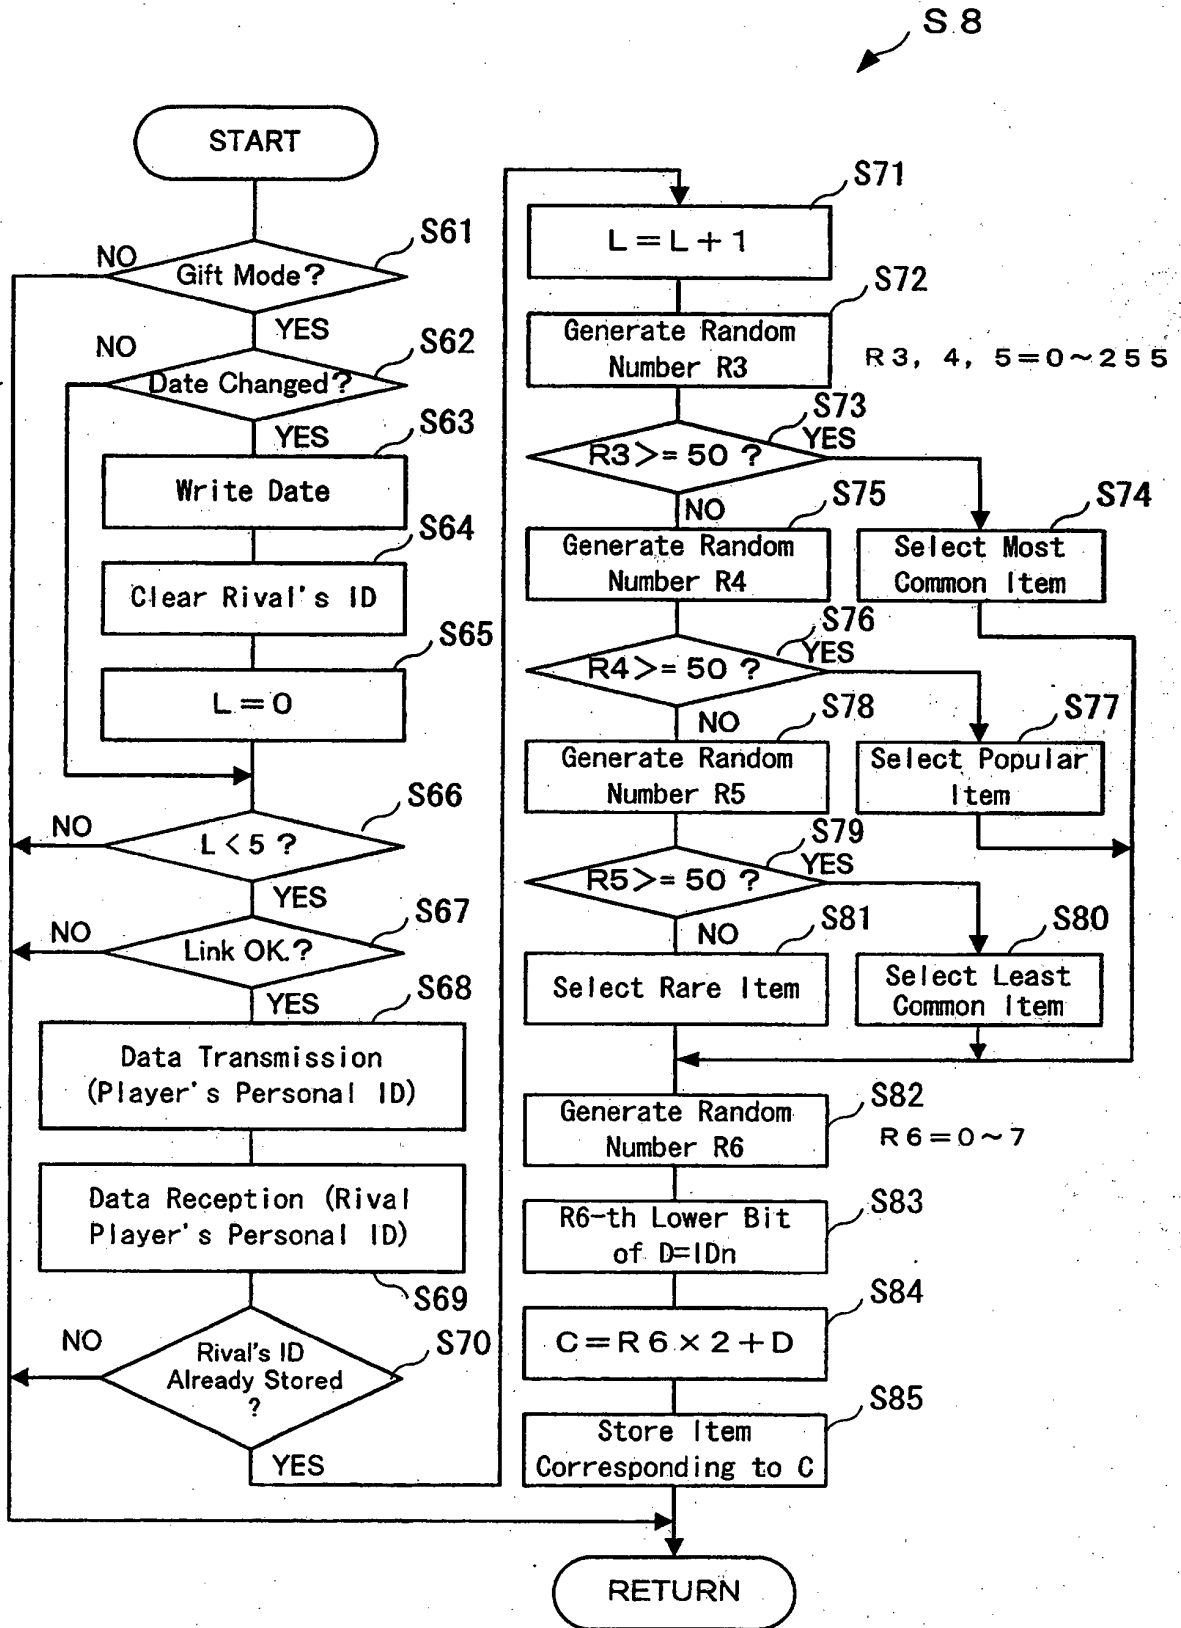 S 8
START
S61
NO
Gift Mode?
YES
S62
NO
Date Changed?
YES
S63
Write Date
S64
Clear Rival's ID
S65
L=0
S66
NO
L<5 ?
YES
S67
NO
Link OK.?
YES
S68
Data Transmission
(Player's Personal ID)
Data Reception (Rival
Player's Personal ID)
S69
NO
S70
Rival's ID
Already Stored
?
YES
S71
L=L+1
S72
Generate Random
Number R3
R3, 4, 5=0~255
S73
YES
R3>=50 ?
NO
S75
Generate Random
Number R4
S74
Select Most
Common Item
S76
YES
R4>=50 ?
NO
S78
Generate Random
Number R5
S77
Select Popular
Item
S79
YES
R5>=50 ?
NO
S81
Select Rare Item
S80
Select Least
Common Item
S82
Generate Random
Number R6
R6=0~7
S83
R6-th Lower Bit
of D=IDn
S84
C=R6×2+D
S85
Store Item
Corresponding to C
RETURN